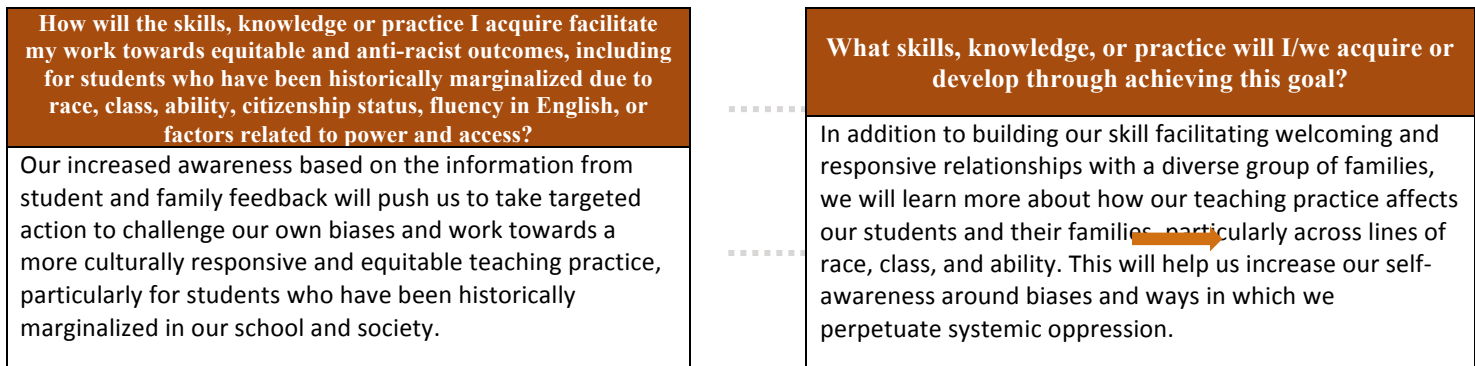 How will the skills, knowledge or practice I acquire facilitate
my work towards equitable and anti-racist outcomes, including
for students who have been historically marginalized due to
race, class, ability, citizenship status, fluency in English, or
factors related to power and access?
Our increased awareness based on the information from
student and family feedback will push us to take targeted
action to challenge our own biases and work towards a
more culturally responsive and equitable teaching practice,
particularly for students who have been historically
marginalized in our school and society.
What skills, knowledge, or practice will I/we acquire or
develop through achieving this goal?
In addition to building our skill facilitating welcoming and
responsive relationships with a diverse group of families,
we will learn more about how our teaching practice affects
our students and their families, particularly across lines of
race, class, and ability. This will help us increase our self-
awareness around biases and ways in which we
perpetuate systemic oppression.